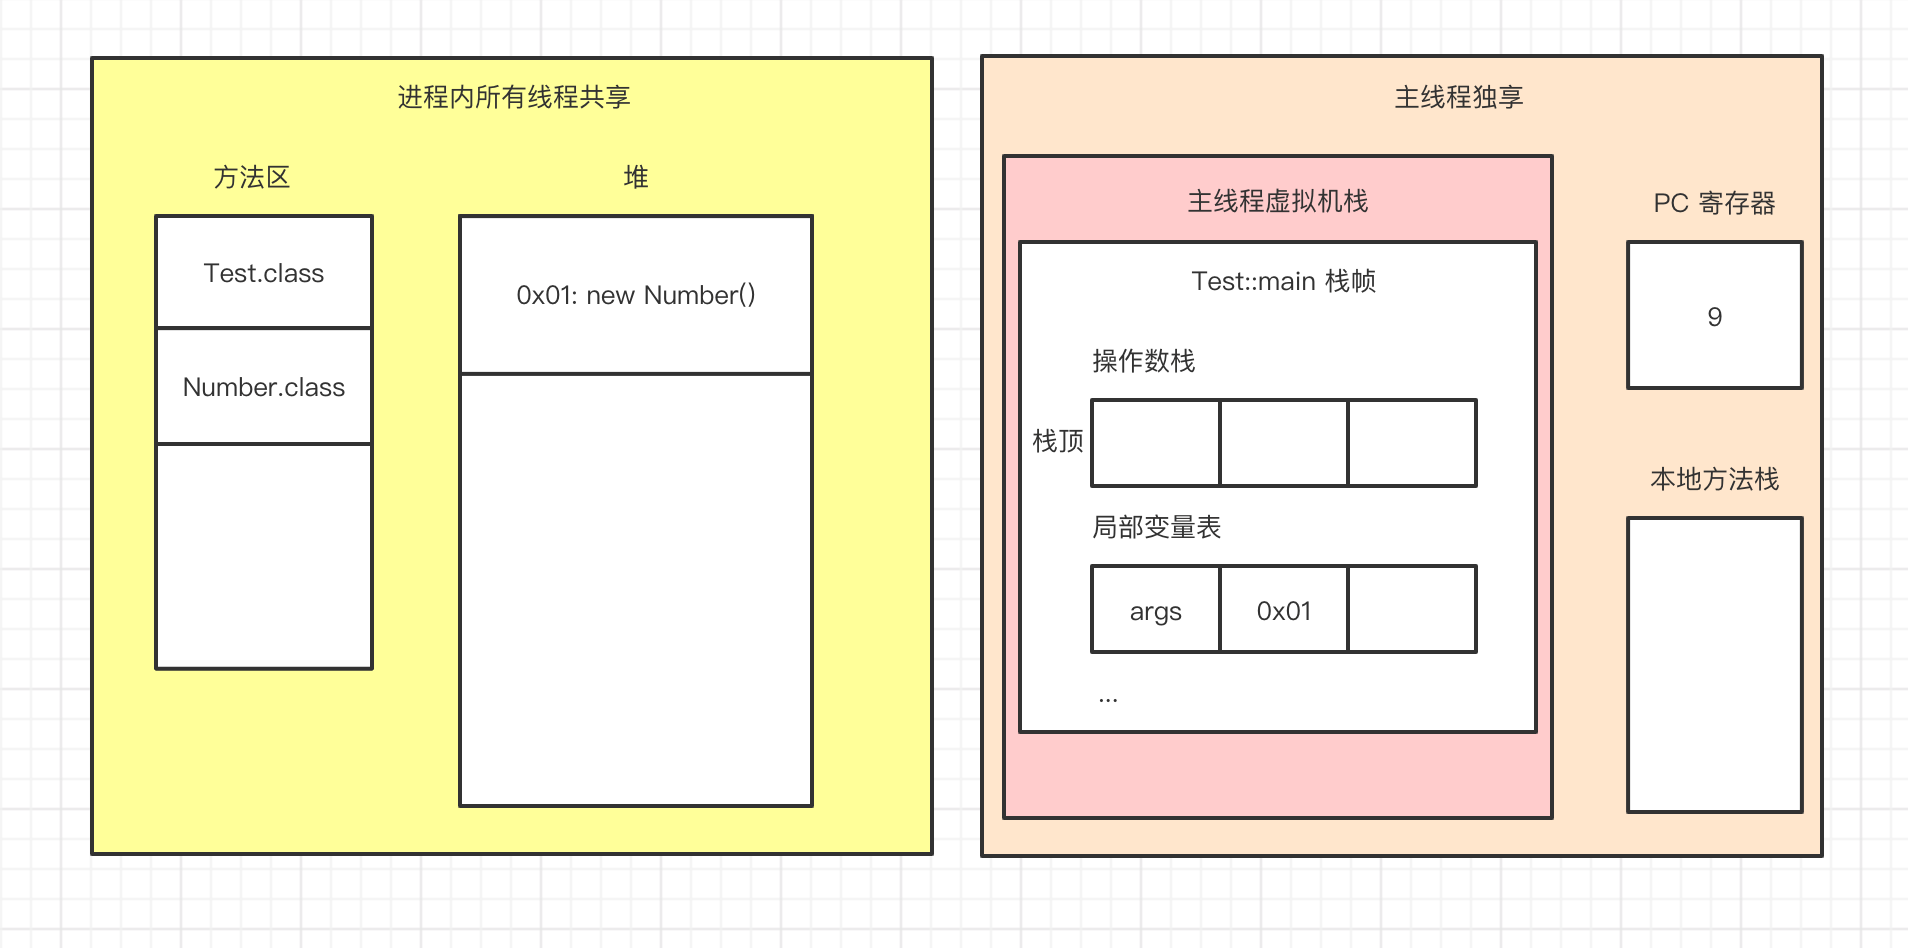 进程内所有线程共享
方法区
堆
Test.class
Number.class
0x01: new Number()
主线程独享
主线程虚拟机栈
Test::main 栈帧
操作数栈
栈顶
局部变量表
args
0x01
...
PC 寄存器
9
本地方法栈